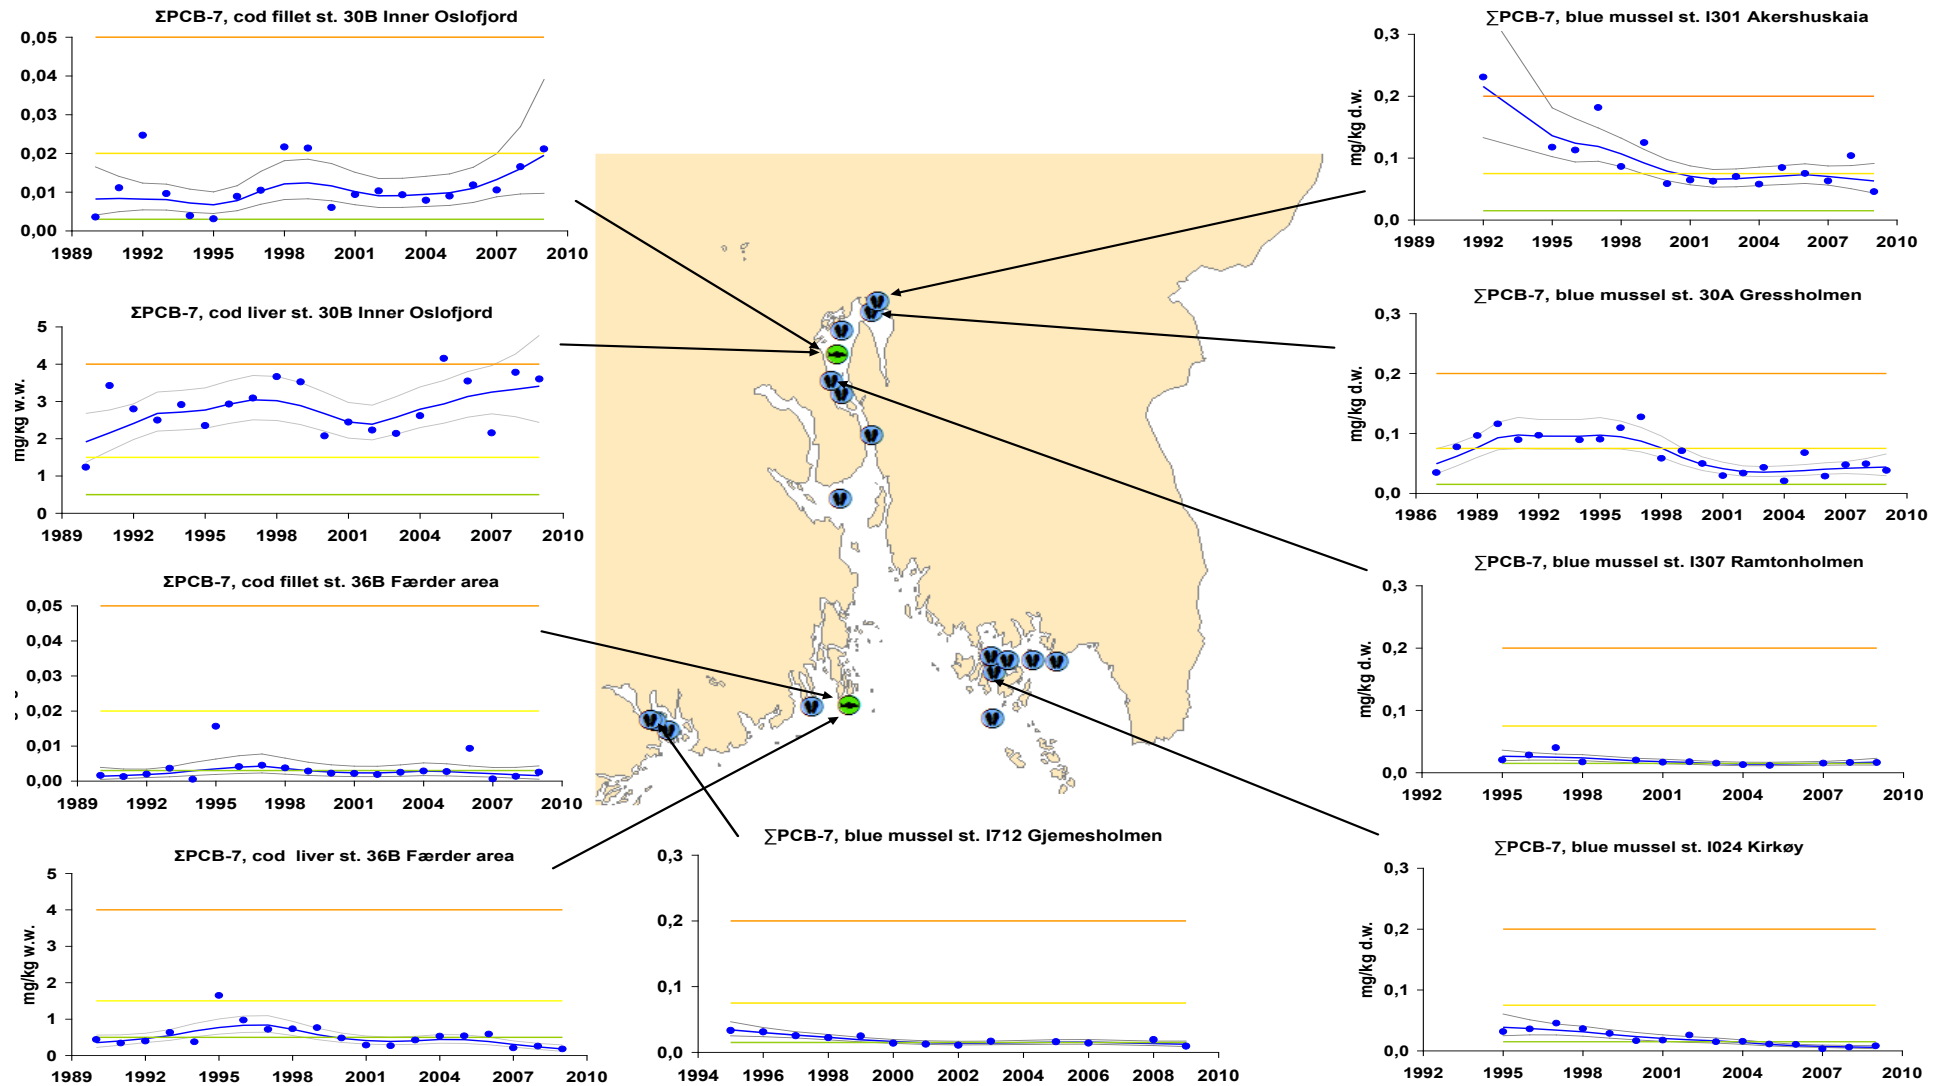 ΣPCB-7, cod fillet st. 30B Inner Oslofjord
0,05
0,04
0,03
0,02
0,01
0,00
1989 1992 1995 1998 2001 2004 2007 2010
ΣPCB-7, cod liver st. 30B Inner Oslofjord
mg/kg w.w.
5
4
3
2
1
0
1989 1992 1995 1998 2001 2004 2007 2010
ΣPCB-7, cod fillet st. 36B Færder area
0,05
0,04
0,03
0,02
0,01
0,00
1989 1992 1995 1998 2001 2004 2007 2010
ΣPCB-7, cod liver st. 36B Færder area
mg/kg w.w.
5
4
3
2
1
0
1989 1992 1995 1998 2001 2004 2007 2010
∑PCB-7, blue mussel st. I712 Gjemesholmen
0,3
0,2
0,1
0,0
1994 1996 1998 2000 2002 2004 2006 2008 2010
∑PCB-7, blue mussel st. I301 Akershuskaia
mg/kg d.w.
0,3
0,2
0,1
0,0
1989 1992 1995 1998 2001 2004 2007 2010
∑PCB-7, blue mussel st. 30A Gressholmen
mg/kg d.w.
0,3
0,2
0,1
0,0
1986 1989 1992 1995 1998 2001 2004 2007 2010
∑PCB-7, blue mussel st. I307 Ramtonholmen
mg/kg d.w.
0,3
0,2
0,1
0,0
1992 1995 1998 2001 2004 2007 2010
∑PCB-7, blue mussel st. I024 Kirkøy
mg/kg d.w.
0,3
0,2
0,1
0,0
1992 1995 1998 2001 2004 2007 2010